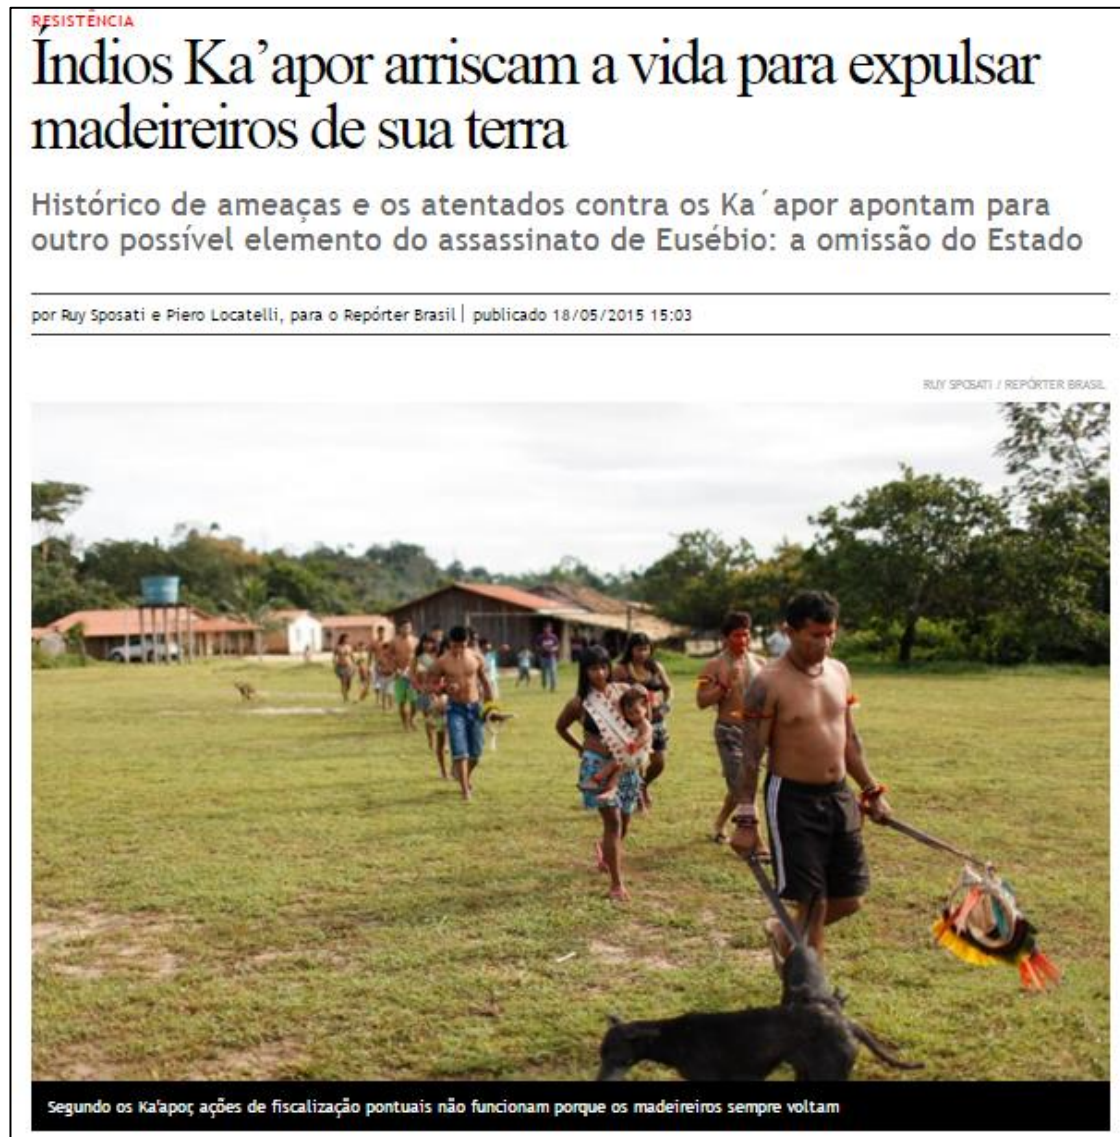 RESISTÊNCIA
Índios Ka’apor arriscam a vida para expulsar
madeireiros de sua terra
Histórico de ameaças e os atentados contra os Ka´apor apontam para
outro possível elemento do assassinato de Eusébio: a omissão do Estado
por Ruy Sposati e Piero Locatelli, para o Repórter Brasil | publicado 18/05/2015 15:03
RUY SPOSATI / REPÓRTER BRASIL
Segundo os Ka'apor, ações de fiscalização pontuais não funcionam porque os madeireiros sempre voltam